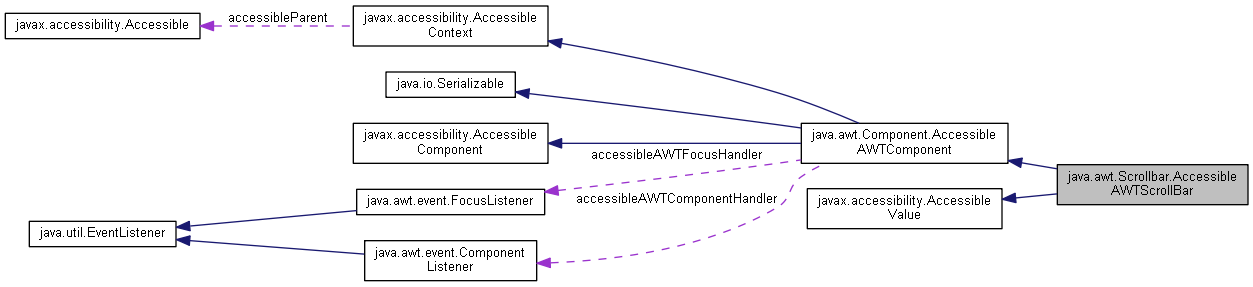 accessibleParent
javax.accessibility.Accessible
javax.accessibility.Accessible
Context
java.io.Serializable
javax.accessibility.Accessible
Component
java.awt.Component.Accessible
AWTComponent
accessibleAWTFocusHandler
java.awt.Scrollbar.Accessible
AWTScrollBar
java.awt.event.FocusListener
accessibleAWTComponentHandler
javax.accessibility.Accessible
Value
java.util.EventListener
java.awt.event.Component
Listener